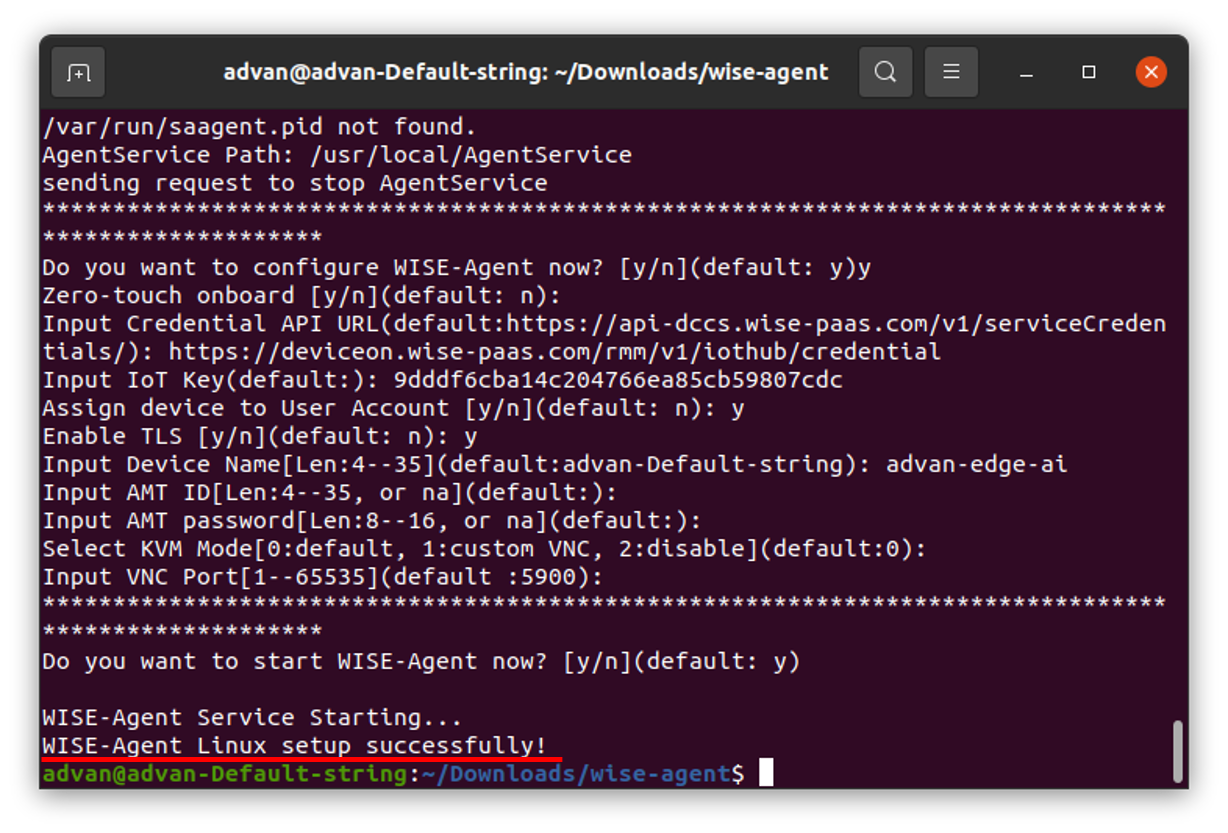 advan@advan-Default-string: ~/Downloads/wise-agent
/var/run/saagent.pid not found.
AgentService Path: /usr/local/AgentService
sending request to stop AgentService
********************************************************************************
********************
Do you want to configure WISE-Agent now? [y/n](default: y)y
Zero-touch onboard [y/n](default: n):
Input Credential API URL(default:https://api-dccs.wise-paas.com/v1/serviceCreden
tials/): https://deviceon.wise-paas.com/rmm/v1/iothub/credential
Input IoT Key(default:): 9dddf6cba14c204766ea85cb59807cdc
Assign device to User Account [y/n](default: n): y
Enable TLS [y/n](default: n): y
Input Device Name[Len:4--35](default:advan-Default-string): advan-edge-ai
Input AMT ID[Len:4--35, or na](default:):
Input AMT password[Len:8--16, or na](default:):
Select KVM Mode[0:default, 1:custom VNC, 2:disable](default:0):
Input VNC Port[1--65535](default :5900):
********************************************************************************
********************
Do you want to start WISE-Agent now? [y/n](default: y)
WISE-Agent Service Starting...
WISE-Agent Linux setup successfully!
advan@advan-Default-string:~/Downloads/wise-agent$